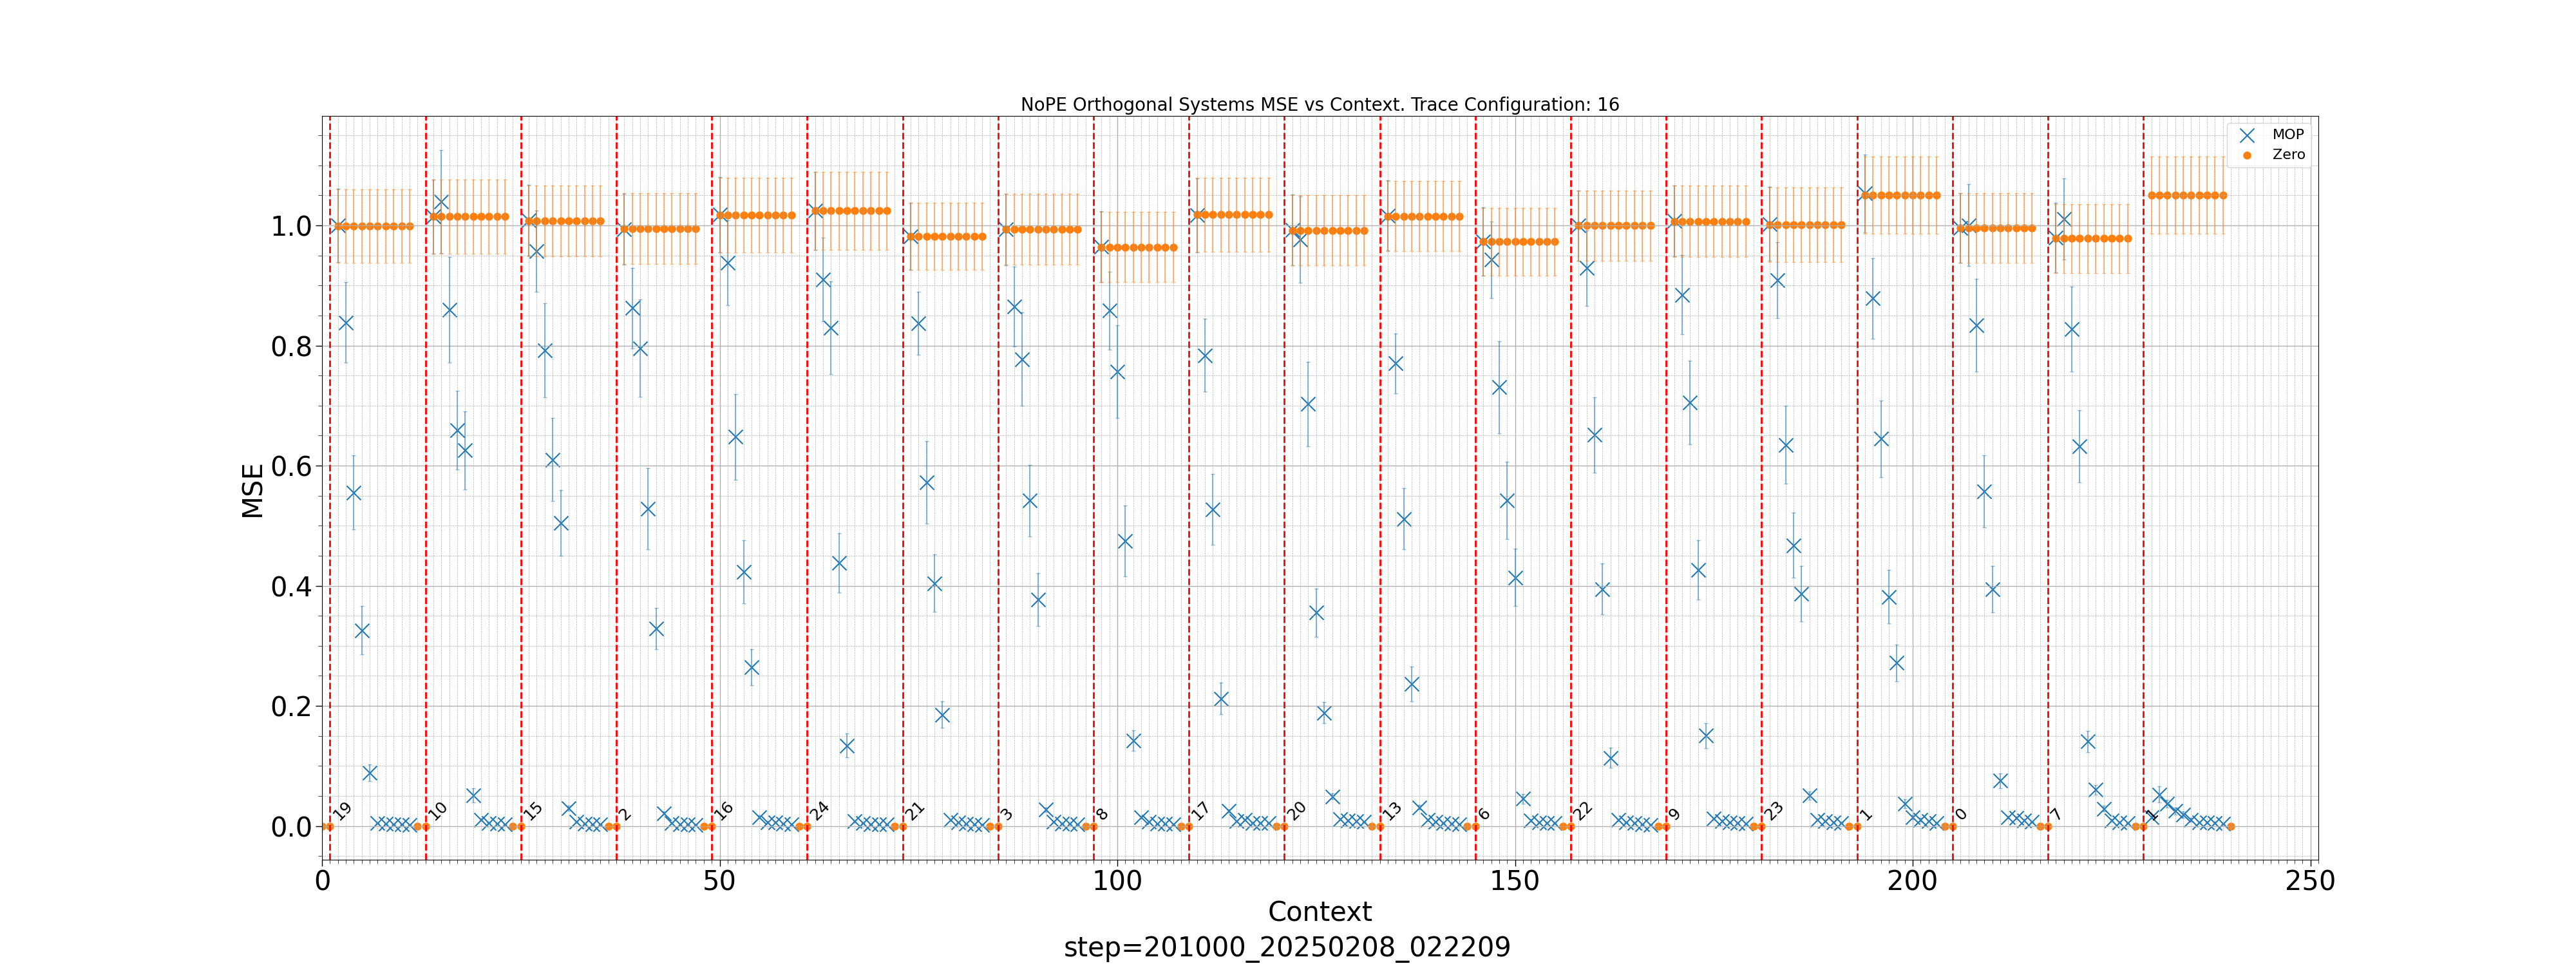 NoPE Orthogonal Systems MSE vs Context. Trace Configuration: 16
MOP
Zero
1.0
0.8
0.6
0.4
0.2
0.0
MSE
19 10 15 2 16 24 21 3 8 17 20 13 6 22 9 23 1 0 7 1
0 50 100 150 200 250
Context
step=201000_20250208_022209